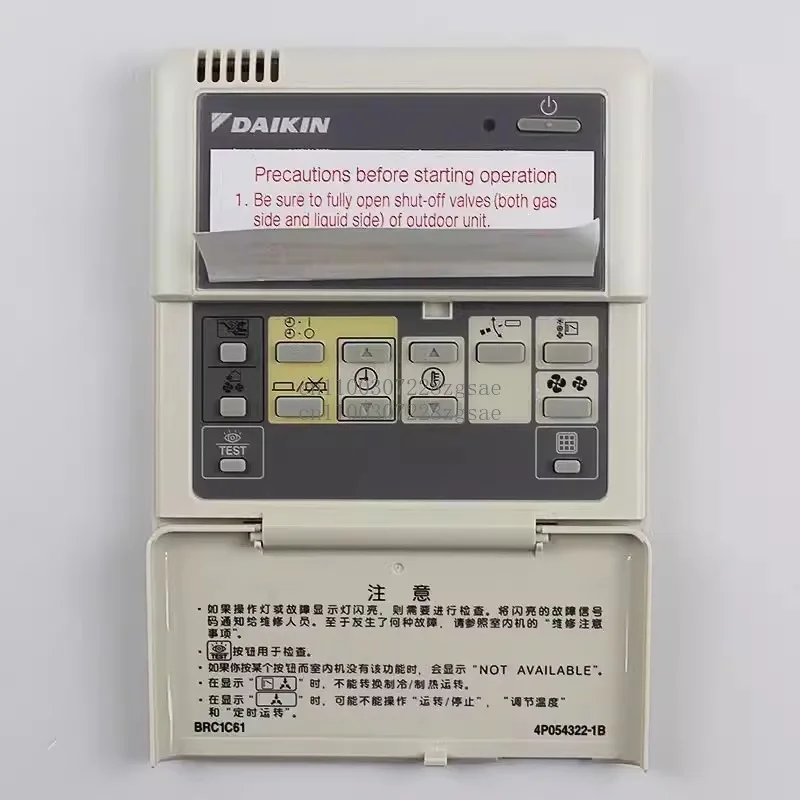 DAIKIN
Precautions before starting operation
1. Be sure to fully open shut-off valves (both gas
side and liquid side) of outdoor unit.
cn1100307223zgsae
cn1100307223zgsae
TEST
注 意
· 如果操作灯或故障显示灯闪亮, 则需要进行检查。将闪亮的故障信号
码通知给维修人员。至于发生了何种故障, 请参照室内机的 "维修注意
事项"。
· TEST 按钮用于检查。
· 如果你按某个按钮而室内机没有该功能时, 会显示 "NOT AVAILABLE"。
· 在显示 " " 时, 不能转换制冷/制热运转。
· 在显示 " " 时, 可能不能操作 "运转/停止", "调节温度"
和 "定时运转"。
BRC1C61
4P054322-1B